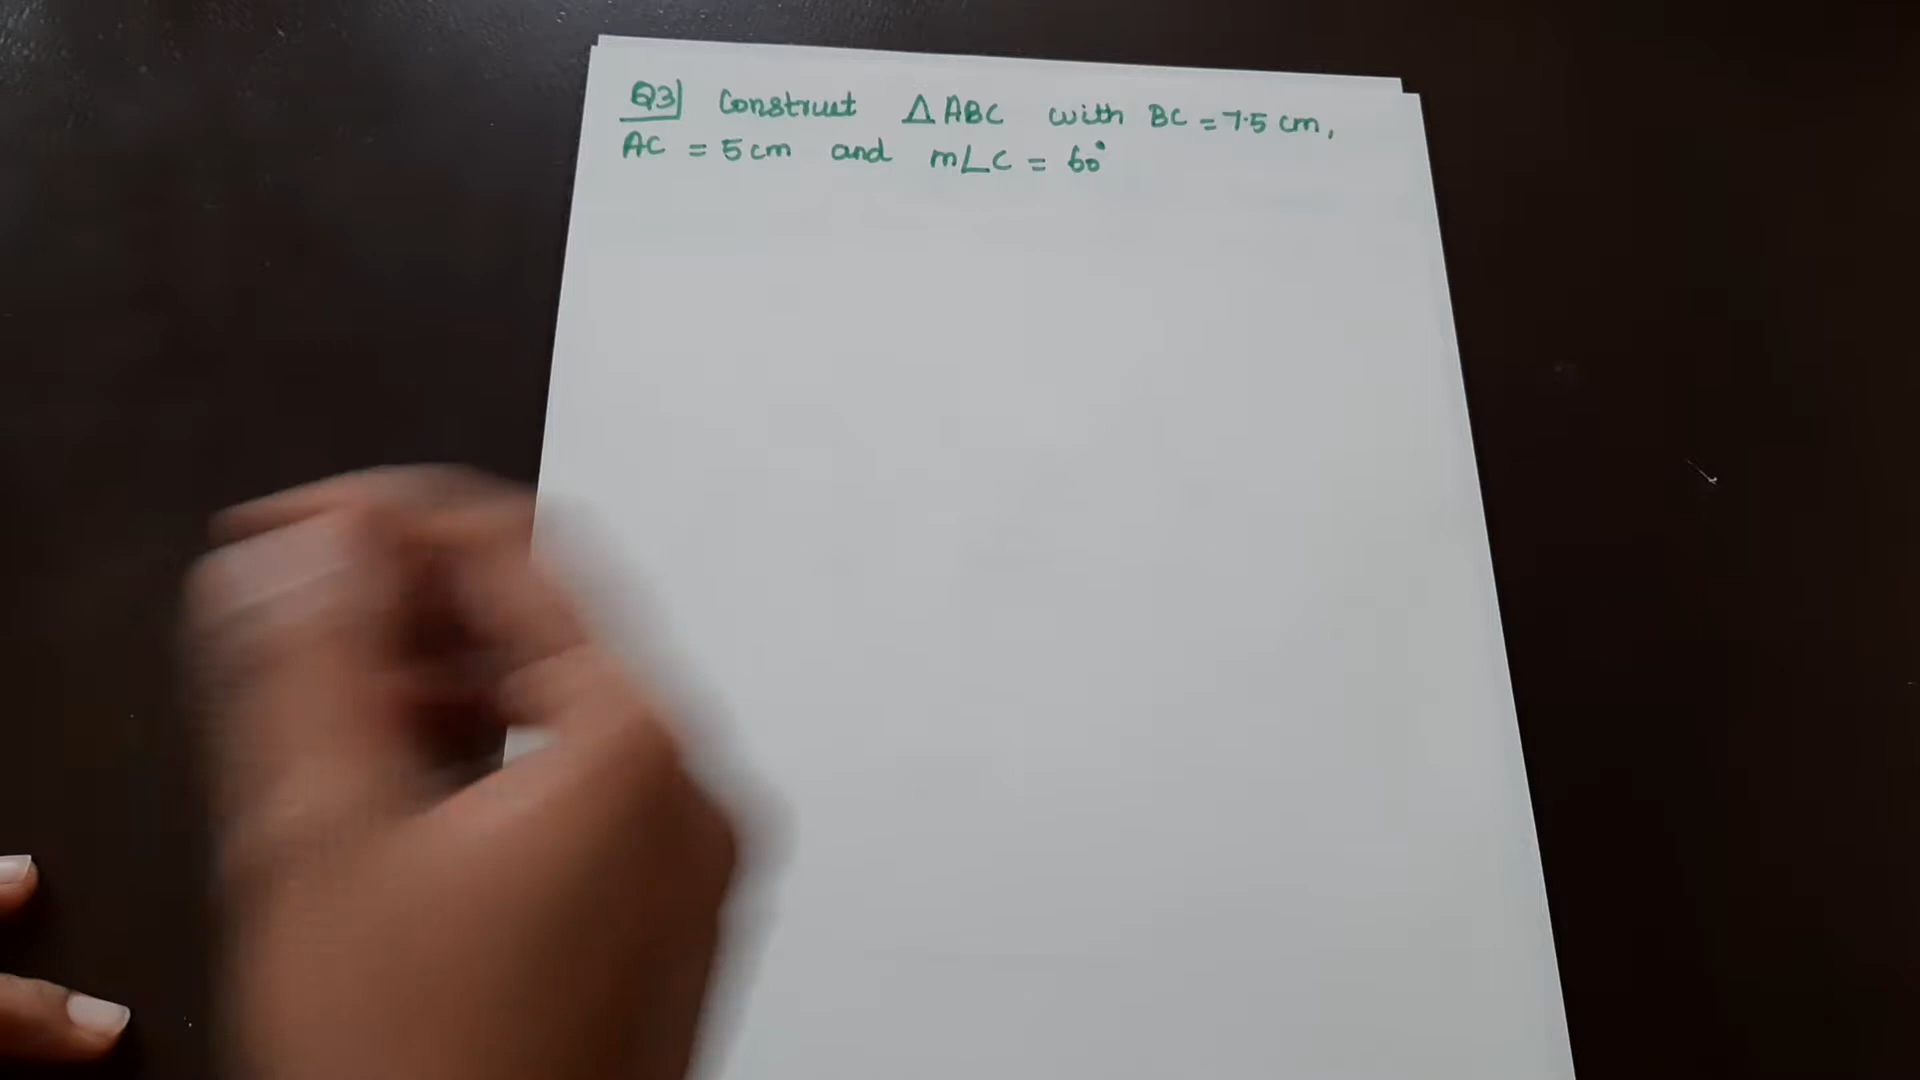 Q3] Construct △ABC with BC = 7.5 cm,
AC = 5 cm and m∠C = 60°